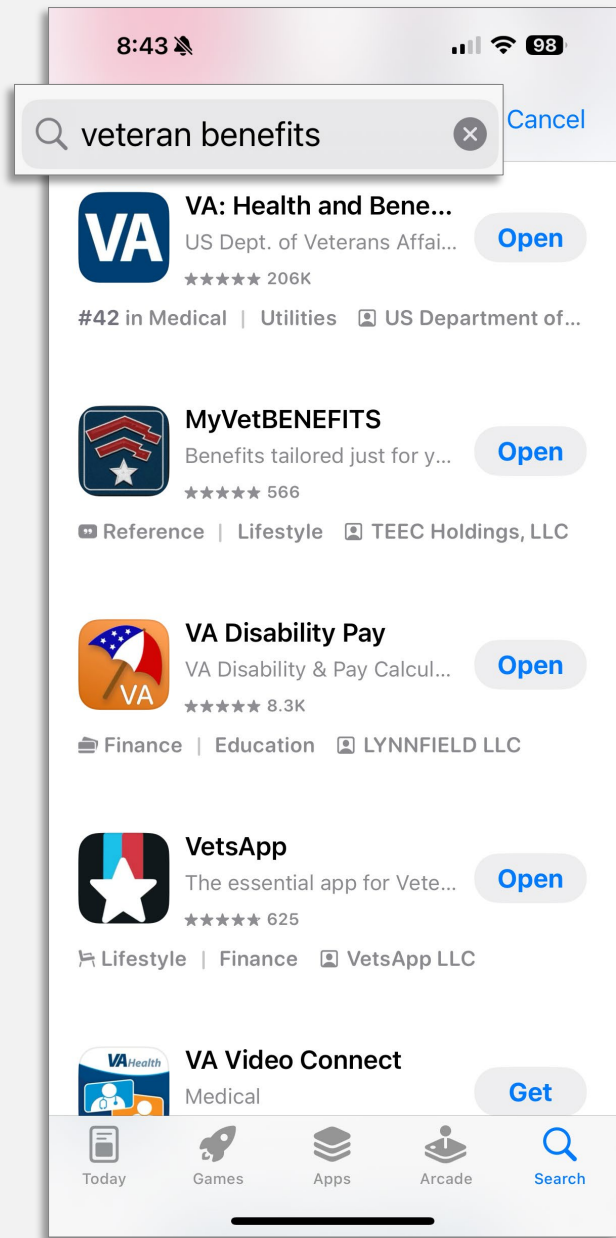 8:43 98
veteran benefits
Cancel
VA
VA: Health and Bene...
US Dept. of Veterans Affai...
Open
★★★★★ 206K
#42 in Medical | Utilities US Department of...
MyVetBENEFITS
Benefits tailored just for y...
Open
★★★★★ 566
Reference | Lifestyle TEEC Holdings, LLC
VA
VA Disability Pay
VA Disability & Pay Calcul...
Open
★★★★★ 8.3K
Finance | Education LYNNFIELD LLC
VetsApp
The essential app for Vete...
Open
★★★★★ 625
Lifestyle | Finance VetsApp LLC
VA Health
VA Video Connect
Medical
Get
Today Games Apps Arcade Search